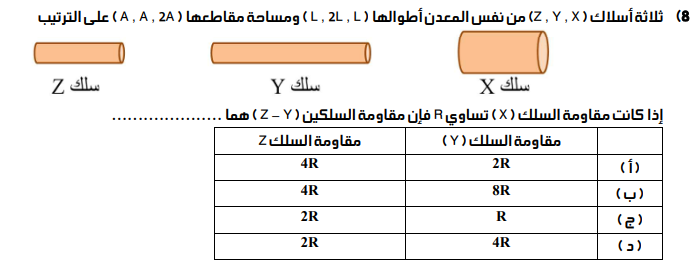 8) ثلاثة أسلاك (Z , Y , X) من نفس المعدن أطوالها (L , 2L , L) ومساحة مقاطعها (A , A , 2A) على الترتيب
سلك X سلك Y سلك Z
إذا كانت مقاومة السلك (X) تساوي R فإن مقاومة السلكين (Z – Y) هما .....................
مقاومة السلك (Y) مقاومة السلك Z
(أ) 2R 4R
(ب) 8R 4R
(ج) R 2R
(د) 4R 2R